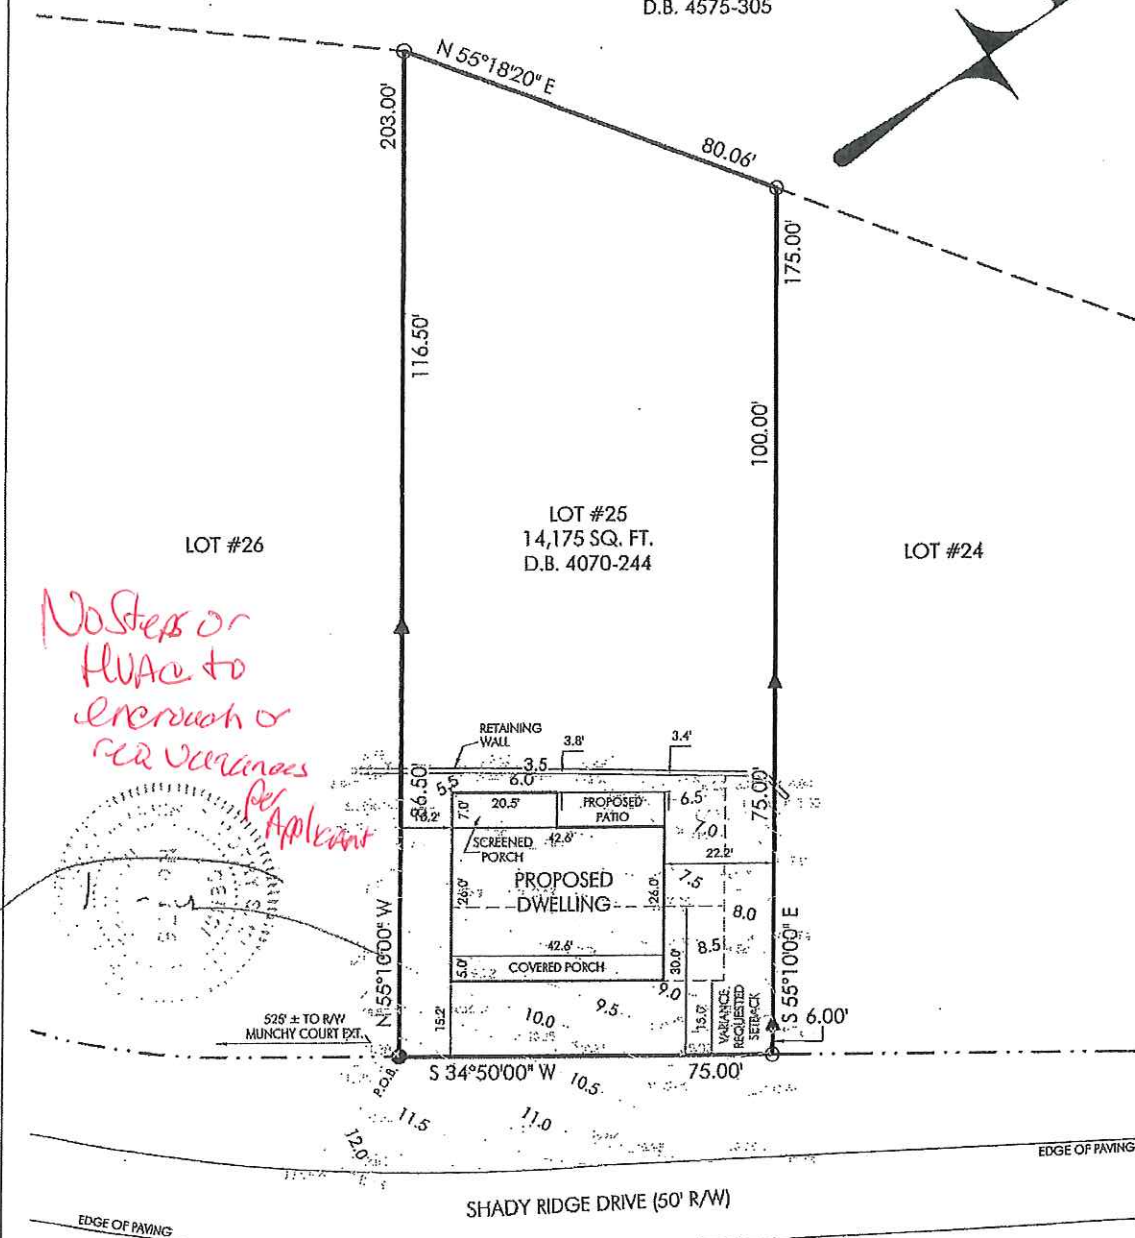 D.B. 4575-305
N 55°18'20" E
80.06'
203.00'
175.00'
116.50'
100.00'
LOT #25
14,175 SQ. FT.
D.B. 4070-244
LOT #26
LOT #24
No Steps or
HVAC to
encroach or
req variances
per
Applicant
RETAINING
WALL
3.8'
3.4'
3.5
5.5
6.0
86.50'
75.00'
7.0'
20.5'
PROPOSED
PATIO
6.5
7.0
SCREENED
PORCH
42.6'
22.2'
PROPOSED
DWELLING
26.0'
26.0'
7.5
8.0
8.5
42.6'
5.0'
COVERED PORCH
30.0'
9.0
9.5
10.0
15.2'
15.0'
VARIANCE
REQUESTED
SETBACK
6.00'
N 55°10'00" W
S 55°10'00" E
525' ± TO R/W
MUNCHY COURT EXT.
P.O.B.
S 34°50'00" W
75.00'
10.5
11.0
11.5
12.0
EDGE OF PAVING
SHADY RIDGE DRIVE (50' R/W)
EDGE OF PAVING